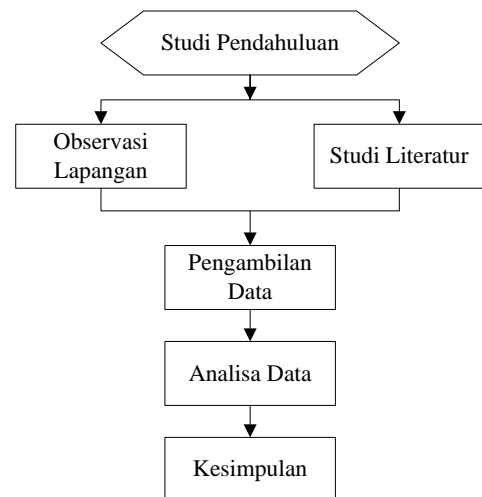 Studi Pendahuluan
Observasi
Lapangan
Studi Literatur
Pengambilan
Data
Analisa Data
Kesimpulan